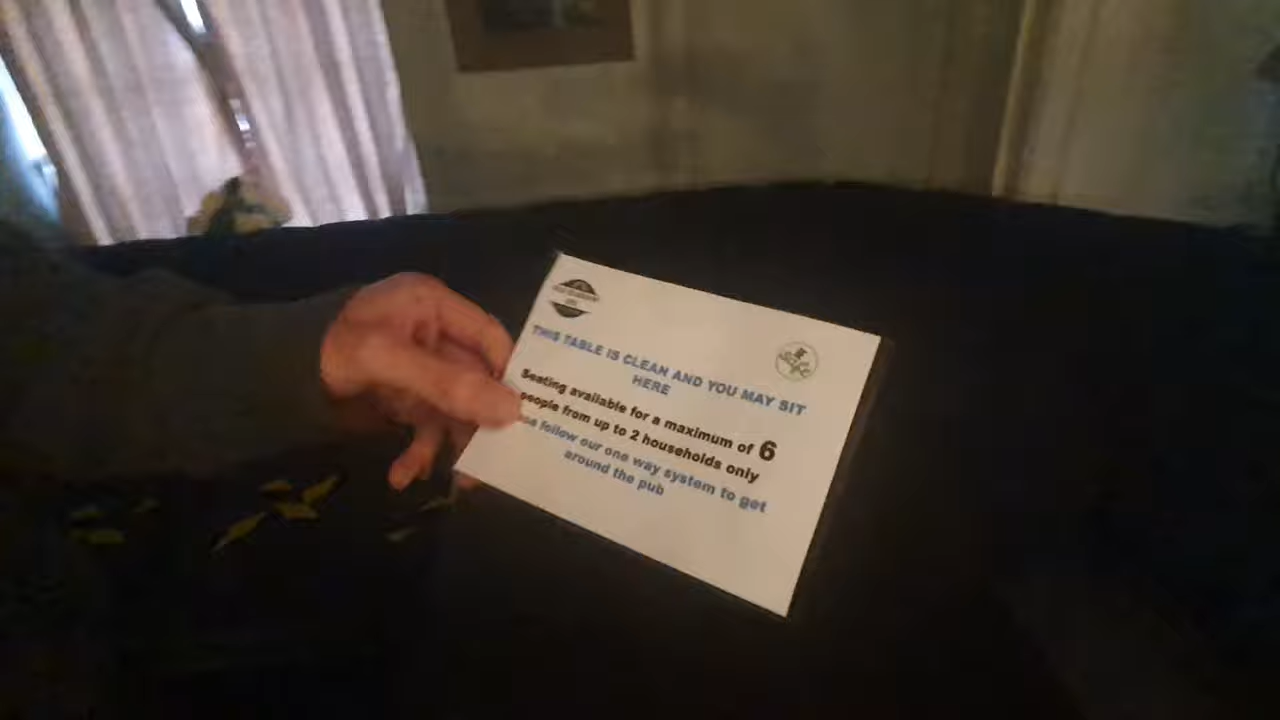 THIS TABLE IS CLEAN AND YOU MAY SIT
HERE
Seating available for a maximum of 6
people from up to 2 households only
follow our one way system to get
around the pub